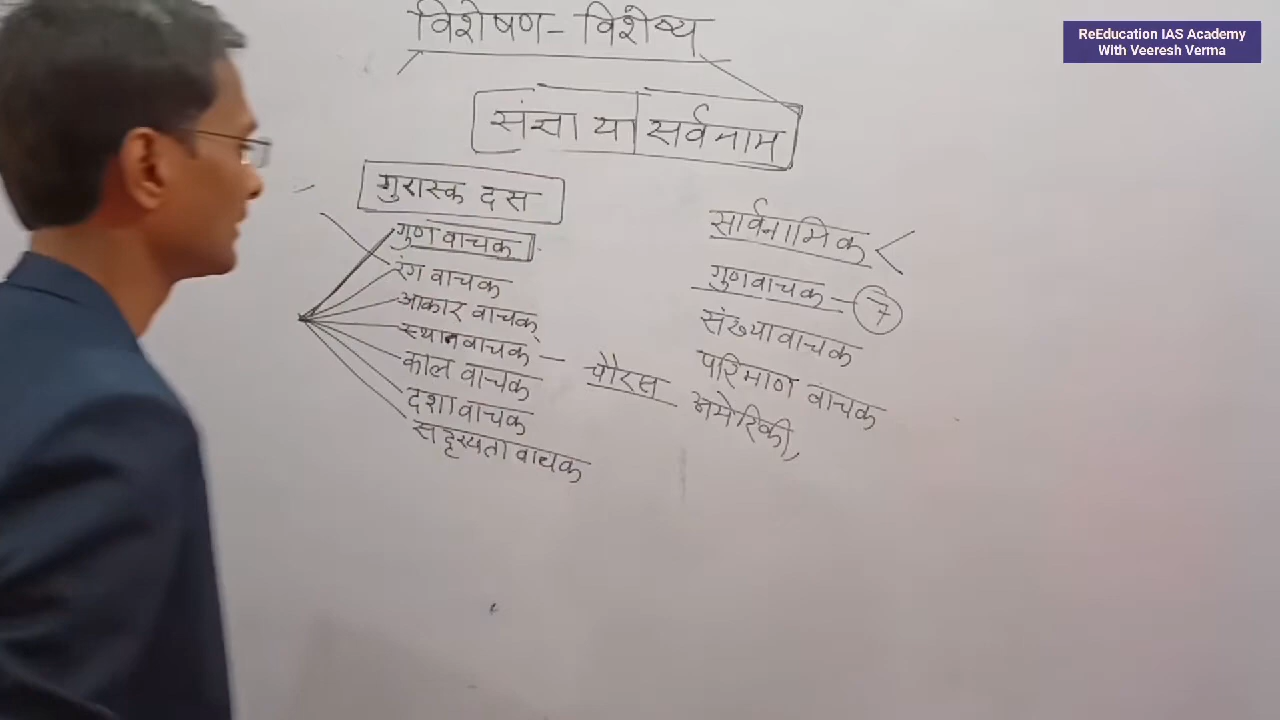 विशेषण - विशेष्य
ReEducation IAS Academy
With Veeresh Verma
संज्ञा या सर्वनाम
गुरास्क दस
गुणवाचक
रंग वाचक
आकार वाचक
स्थानवाचक - पौरस
काल वाचक
दशा वाचक
सदृश्यता वाचक
सार्वनामिक
गुणवाचक - 7
संख्यावाचक
परिमाण वाचक
अमेरिकी,